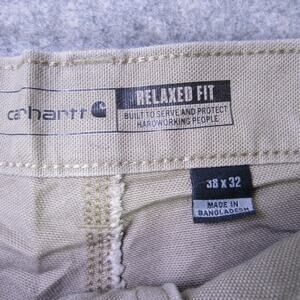 carhartt
RELAXED FIT
BUILT TO SERVE AND PROTECT
HARDWORKING PEOPLE
38 x 32
MADE IN
BANGLADESH